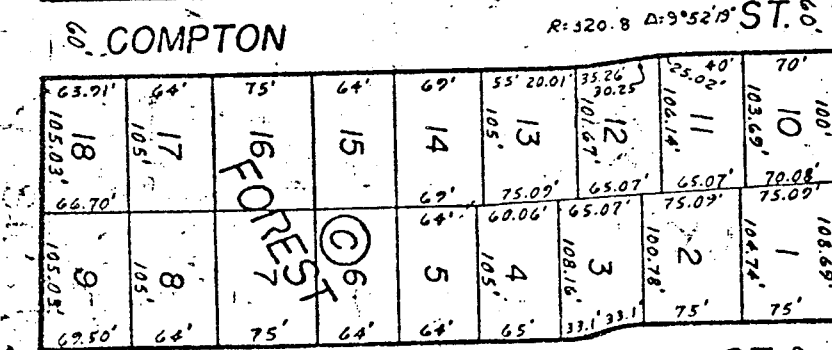 60' COMPTON R=320.8 Δ=9°52'19" ST. 60'
63.91' 64' 75' 64' 69' 55' 20.01' 35.26' 30.25' 25.02' 40' 70'
105.03' 105' 105' 101.67' 106.14' 103.69' 100'
18 17 16 15 14 13 12 11 10
66.70' 69' 75.09' 65.07' 65.07' 70.08'
FOREST
C
64' 60.06' 65.07' 75.09' 75.09'
105.03' 105' 105' 108.16' 100.78' 104.74' 108.69'
9 8 7 6 5 4 3 2 1
69.50' 64' 75' 64' 64' 65' 33.1' 33.1' 75' 75'